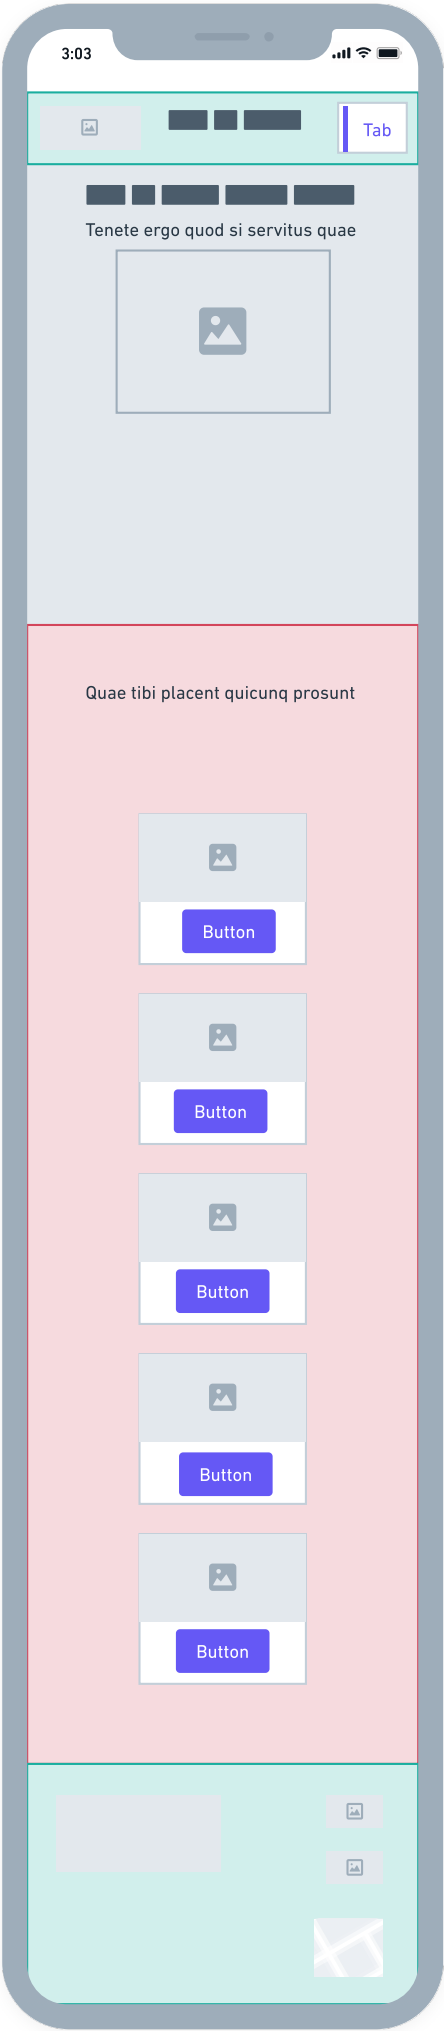 3:03
Tab
Tenete ergo quod si servitus quae
Quae tibi placent quicunq prosunt
Button
Button
Button
Button
Button